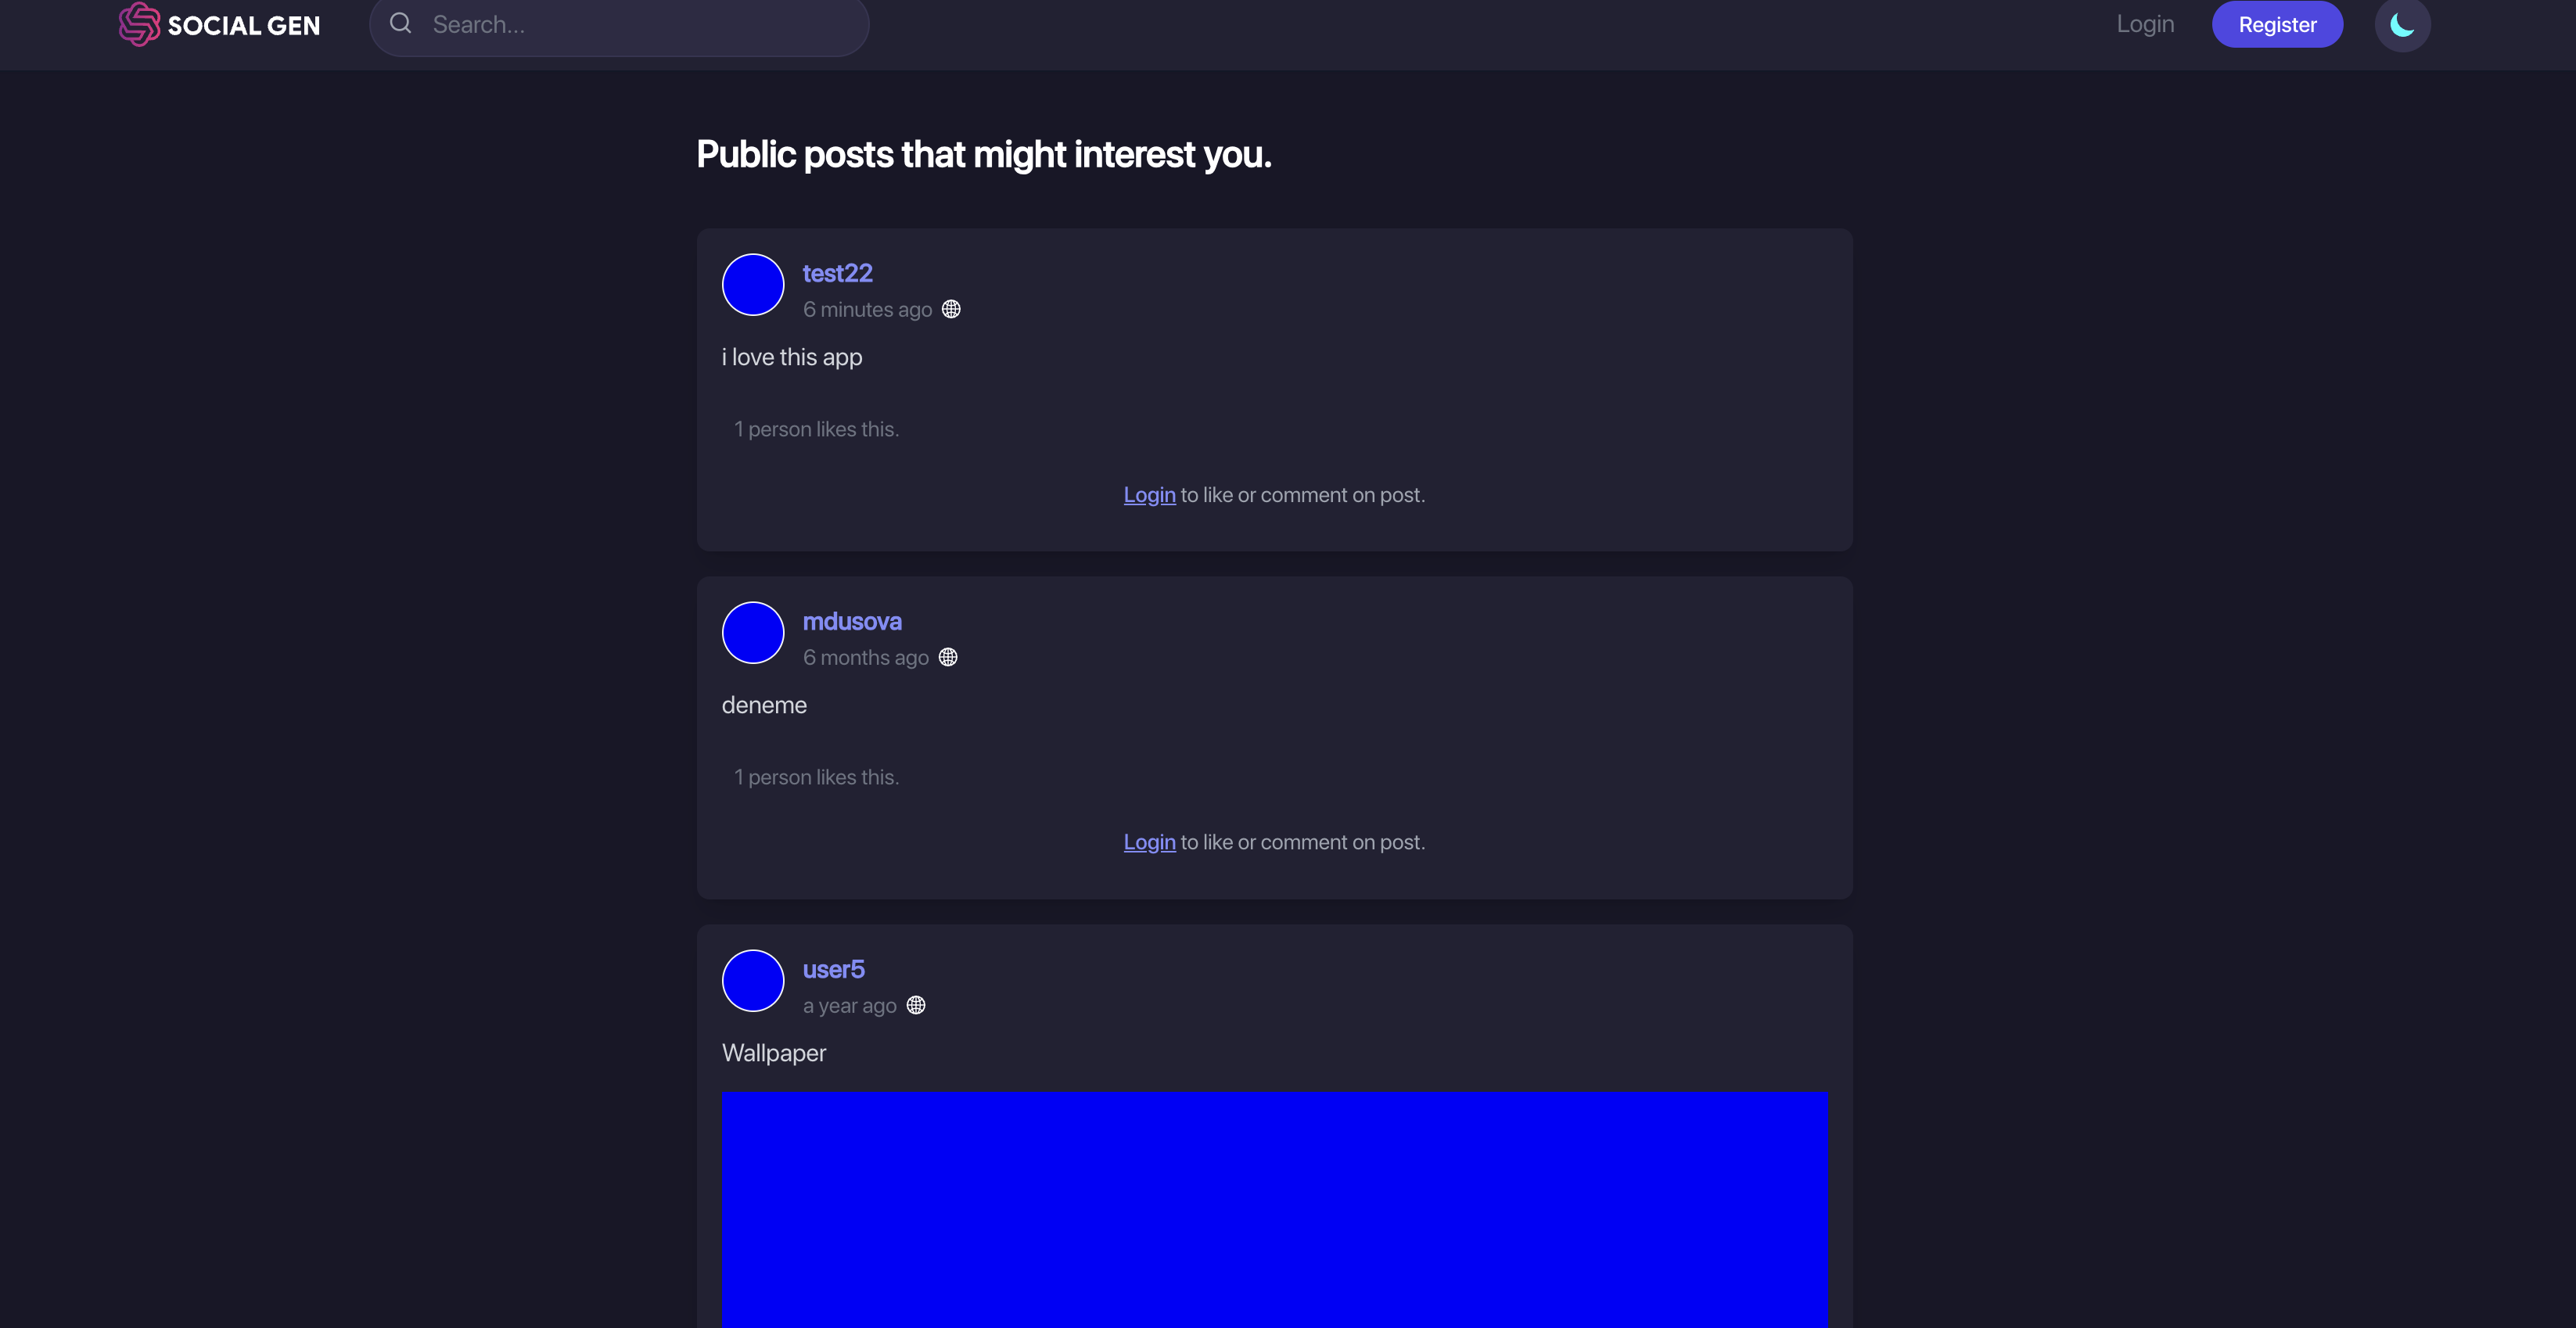 SOCIAL GEN
Search...
Login
Register
Public posts that might interest you.
test22
6 minutes ago
i love this app
1 person likes this.
Login to like or comment on post.
mdusova
6 months ago
deneme
1 person likes this.
Login to like or comment on post.
user5
a year ago
Wallpaper